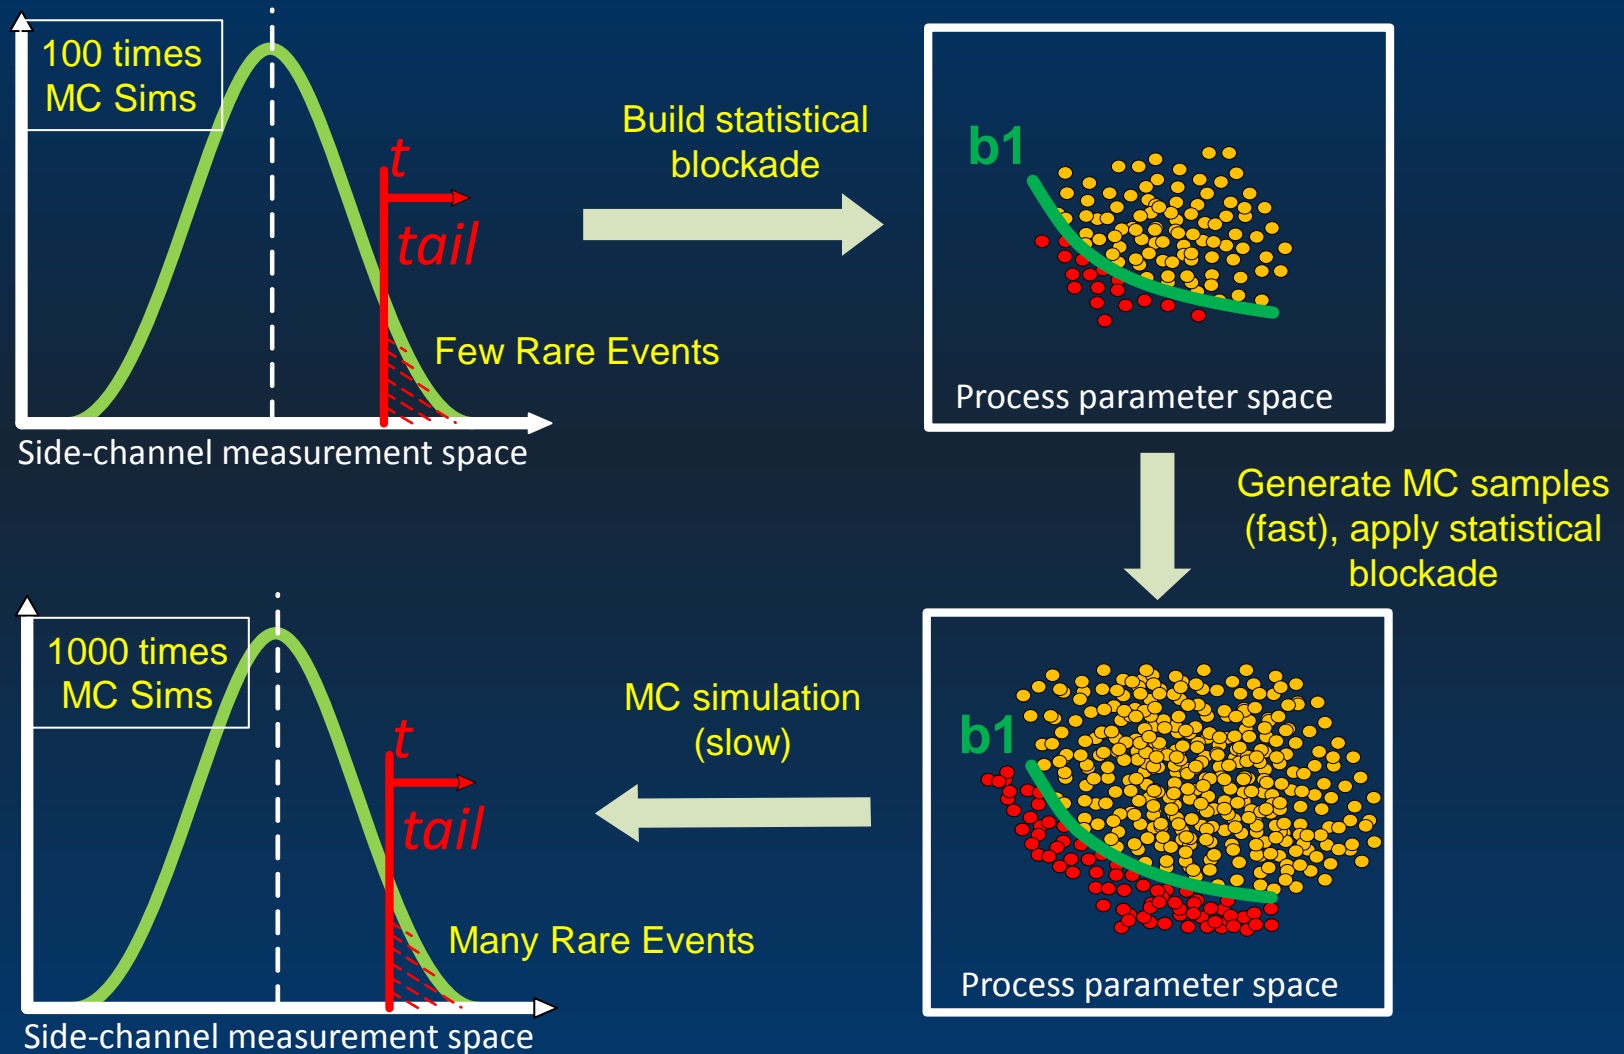 100 times
MC Sims
t
tail
Few Rare Events
Side-channel measurement space
Build statistical
blockade
b1
Process parameter space
Generate MC samples
(fast), apply statistical
blockade
b1
Process parameter space
MC simulation
(slow)
1000 times
MC Sims
t
tail
Many Rare Events
Side-channel measurement space